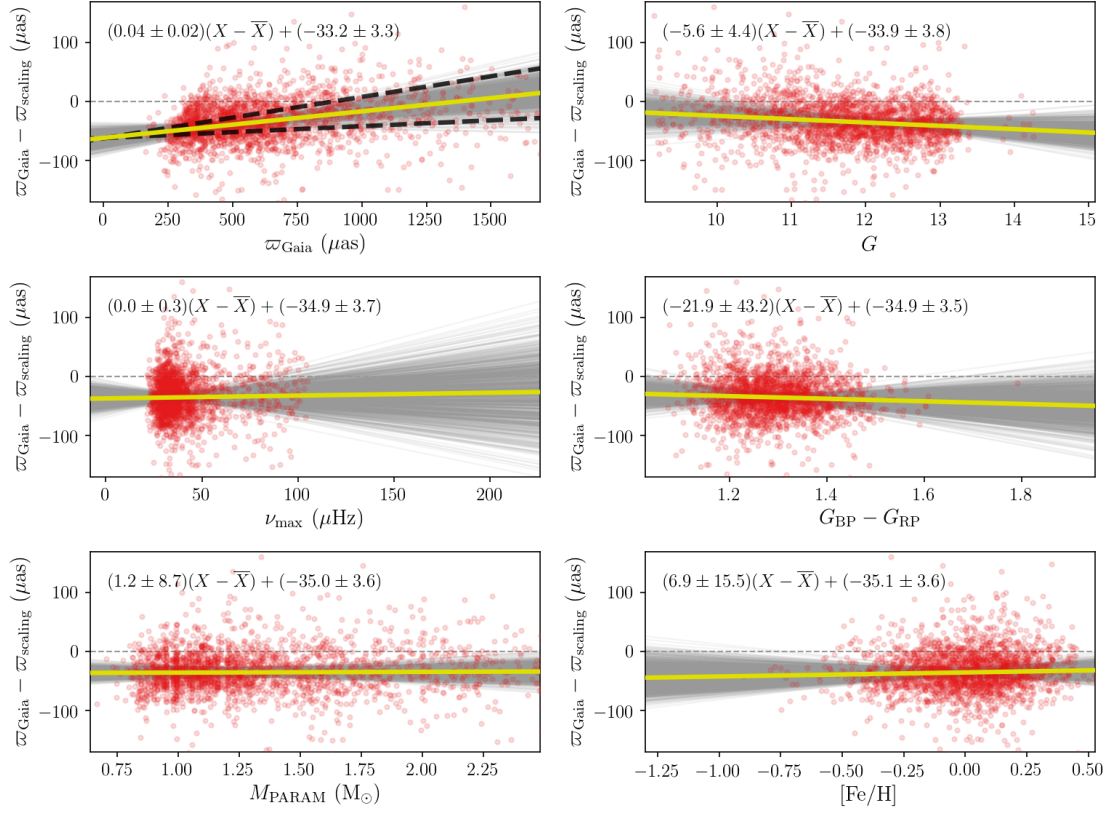 (0.04 ± 0.02)(X − X̅) + (−33.2 ± 3.3)
ϖGaia − ϖscaling (μas)
100
0
−100
0 250 500 750 1000 1250 1500
ϖGaia (μas)
(−5.6 ± 4.4)(X − X̅) + (−33.9 ± 3.8)
ϖGaia − ϖscaling (μas)
100
0
−100
10 11 12 13 14 15
G
(0.0 ± 0.3)(X − X̅) + (−34.9 ± 3.7)
ϖGaia − ϖscaling (μas)
100
0
−100
0 50 100 150 200
νmax (μHz)
(−21.9 ± 43.2)(X − X̅) + (−34.9 ± 3.5)
ϖGaia − ϖscaling (μas)
100
0
−100
1.2 1.4 1.6 1.8
GBP − GRP
(1.2 ± 8.7)(X − X̅) + (−35.0 ± 3.6)
ϖGaia − ϖscaling (μas)
100
0
−100
0.75 1.00 1.25 1.50 1.75 2.00 2.25
MPARAM (M⊙)
(6.9 ± 15.5)(X − X̅) + (−35.1 ± 3.6)
ϖGaia − ϖscaling (μas)
100
0
−100
−1.25 −1.00 −0.75 −0.50 −0.25 0.00 0.25 0.50
[Fe/H]